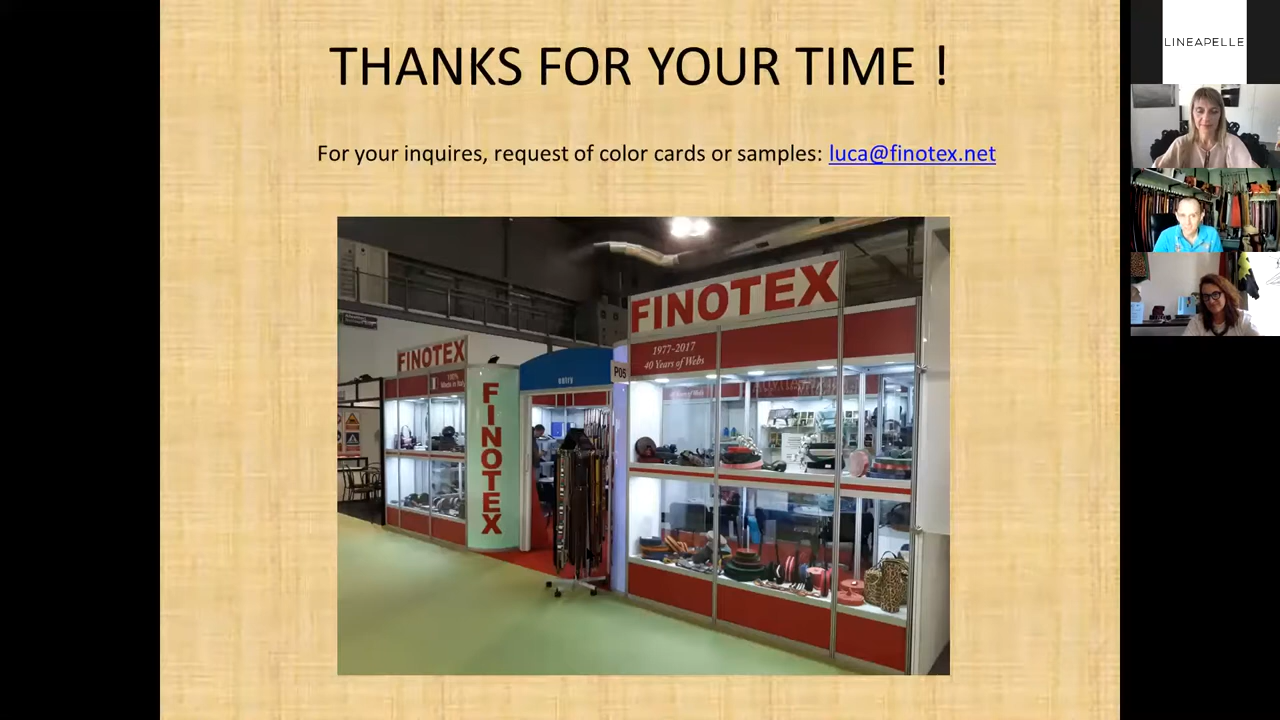 THANKS FOR YOUR TIME !
For your inquires, request of color cards or samples: luca@finotex.net
LINEAPELLE
FINOTEX
1977-2017
40 Years of Webs
FINOTEX
100%
Made in Italy
FINOTEX
entry
P05